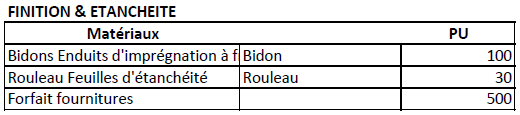 FINITION & ETANCHEITE
Matériaux PU
Bidons Enduits d'imprégnation à f Bidon 100
Rouleau Feuilles d'étanchéité Rouleau 30
Forfait fournitures 500